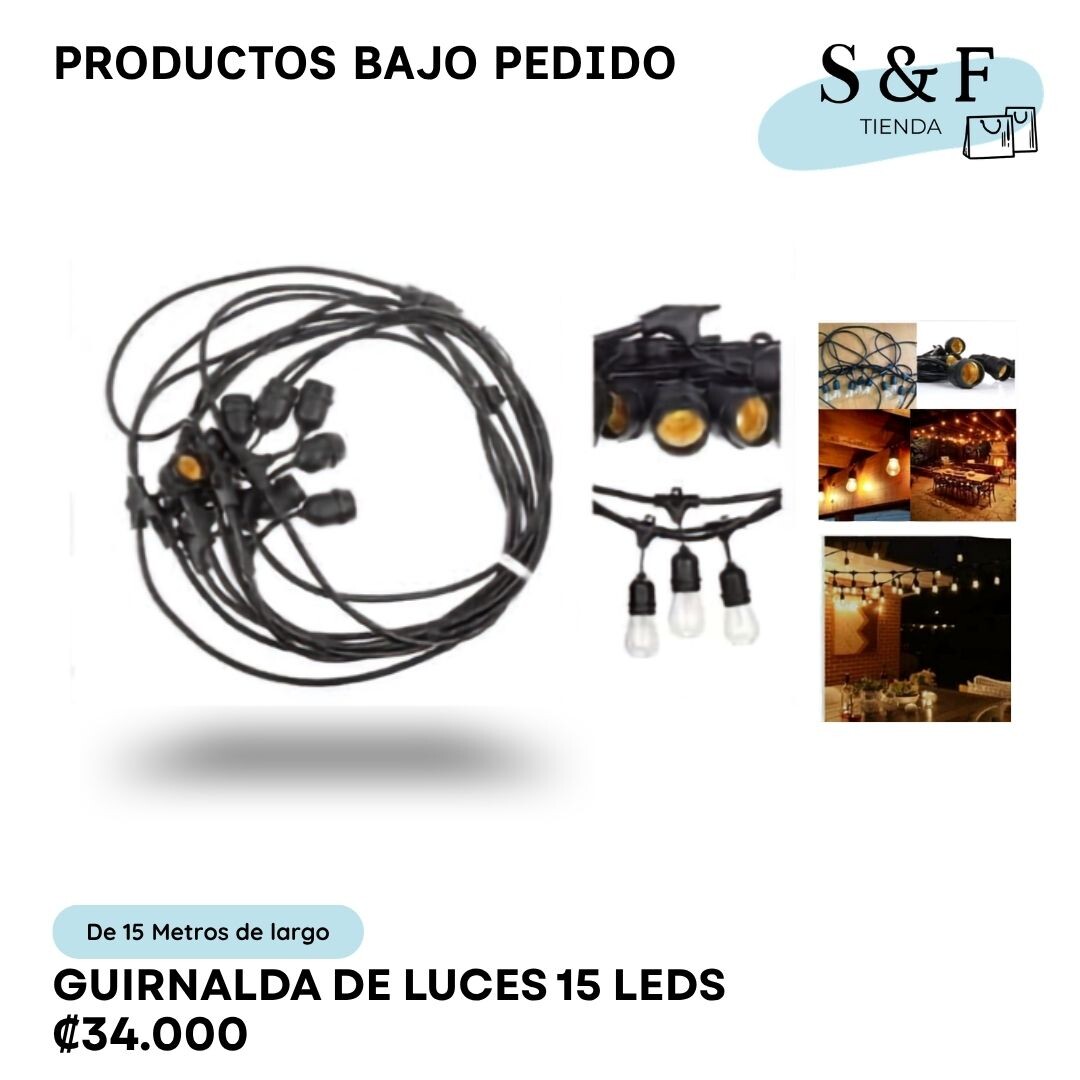 PRODUCTOS BAJO PEDIDO
S & F
TIENDA
De 15 Metros de largo
GUIRNALDA DE LUCES 15 LEDS
₡34.000